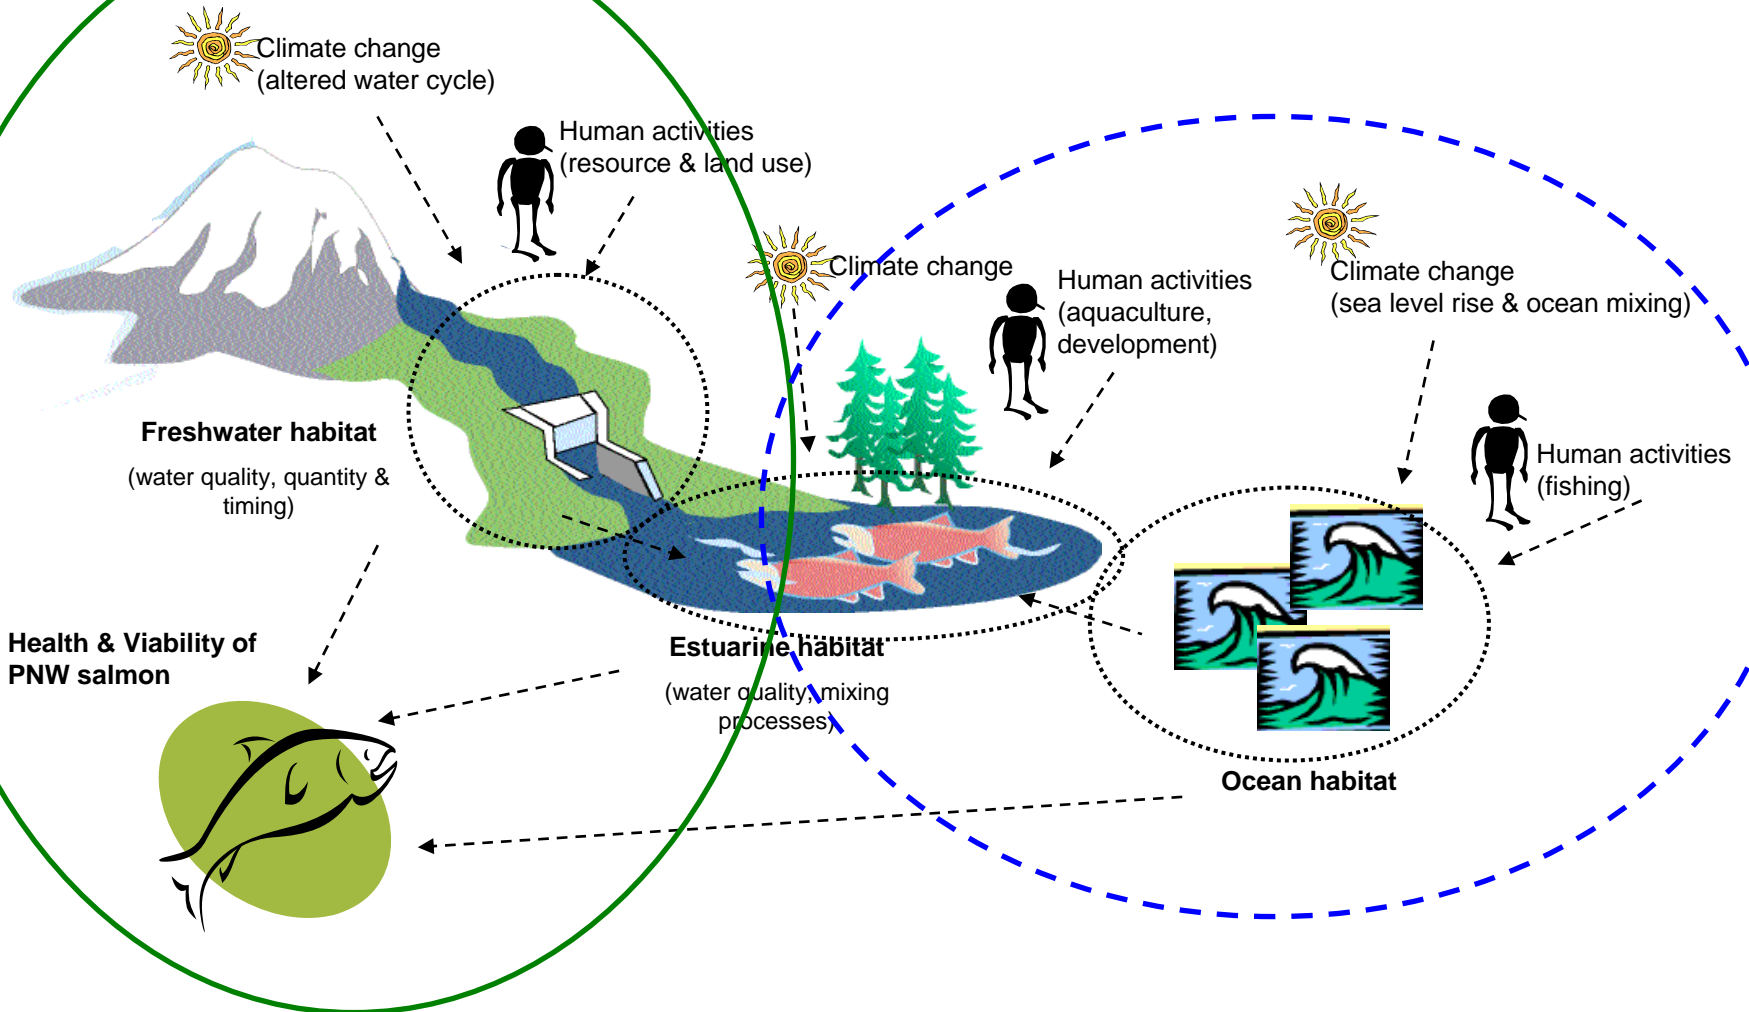 Climate change
(altered water cycle)
Human activities
(resource & land use)
Climate change
Human activities
(aquaculture,
development)
Climate change
(sea level rise & ocean mixing)
Human activities
(fishing)
Freshwater habitat
(water quality, quantity &
timing)
Health & Viability of
PNW salmon
Estuarine habitat
(water quality, mixing
processes)
Ocean habitat